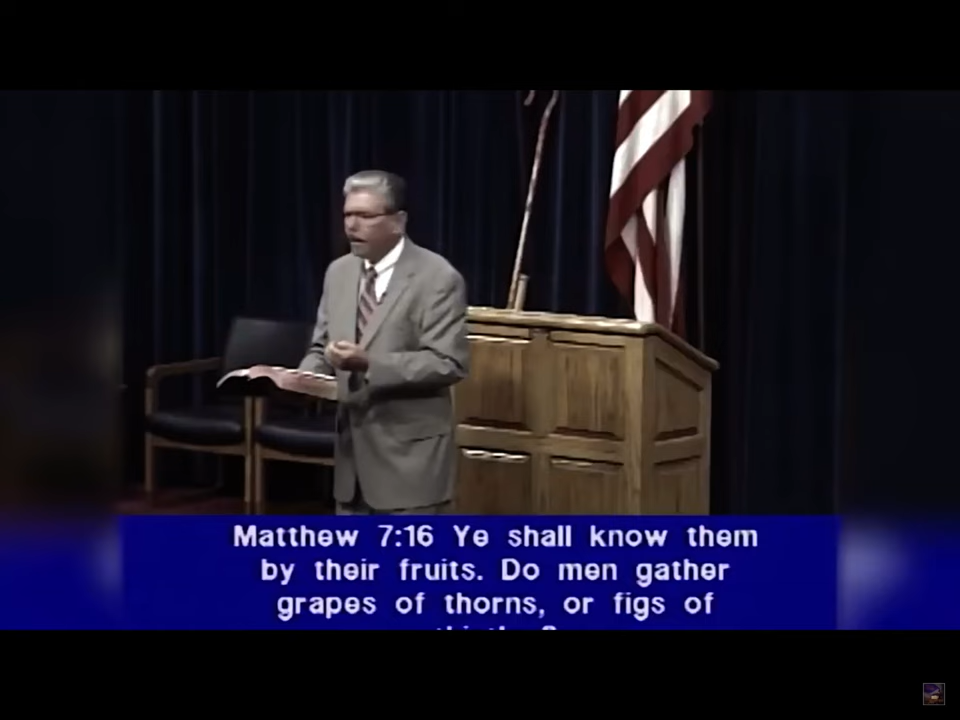 Matthew 7:16 Ye shall know them
by their fruits. Do men gather
grapes of thorns, or figs of